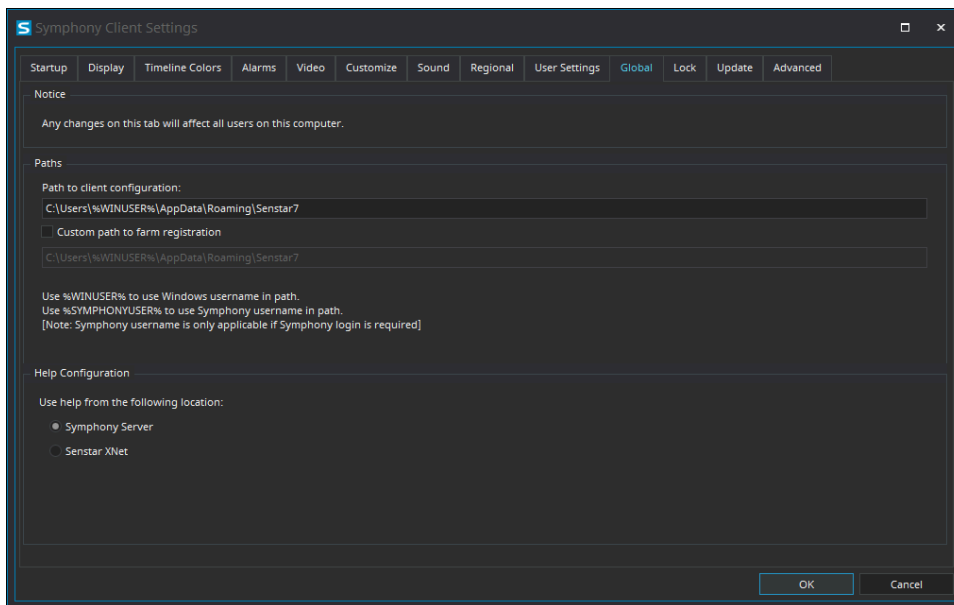 S Symphony Client Settings
Startup Display Timeline Colors Alarms Video Customize Sound Regional User Settings Global Lock Update Advanced
Notice
Any changes on this tab will affect all users on this computer.
Paths
Path to client configuration:
C:\Users\%WINUSER%\AppData\Roaming\Senstar7
Custom path to farm registration
C:\Users\%WINUSER%\AppData\Roaming\Senstar7
Use %WINUSER% to use Windows username in path.
Use %SYMPHONYUSER% to use Symphony username in path.
[Note: Symphony username is only applicable if Symphony login is required]
Help Configuration
Use help from the following location:
Symphony Server
Senstar XNet
OK Cancel